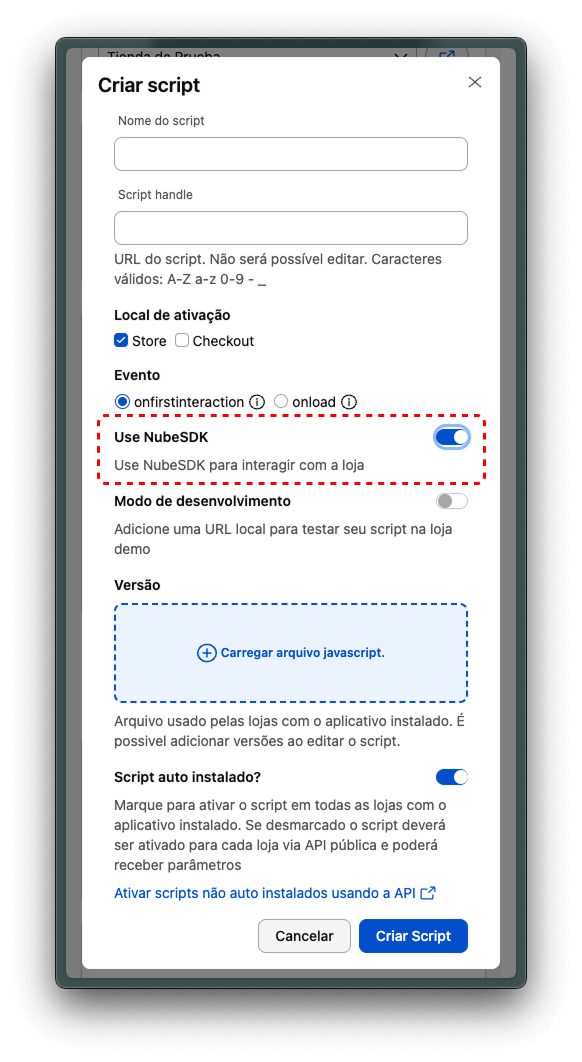 Tienda de Prueba
Criar script
Nome do script
Script handle
URL do script. Não será possível editar. Caracteres
válidos: A-Z a-z 0-9 - _
Local de ativação
Store Checkout
Evento
onfirstinteraction onload
Use NubeSDK
Use NubeSDK para interagir com a loja
Modo de desenvolvimento
Adicione uma URL local para testar seu script na loja
demo
Versão
Carregar arquivo javascript.
Arquivo usado pelas lojas com o aplicativo instalado. É
possivel adicionar versões ao editar o script.
Script auto instalado?
Marque para ativar o script em todas as lojas com o
aplicativo instalado. Se desmarcado o script deverá
ser ativado para cada loja via API pública e poderá
receber parâmetros
Ativar scripts não auto instalados usando a API
Cancelar Criar Script